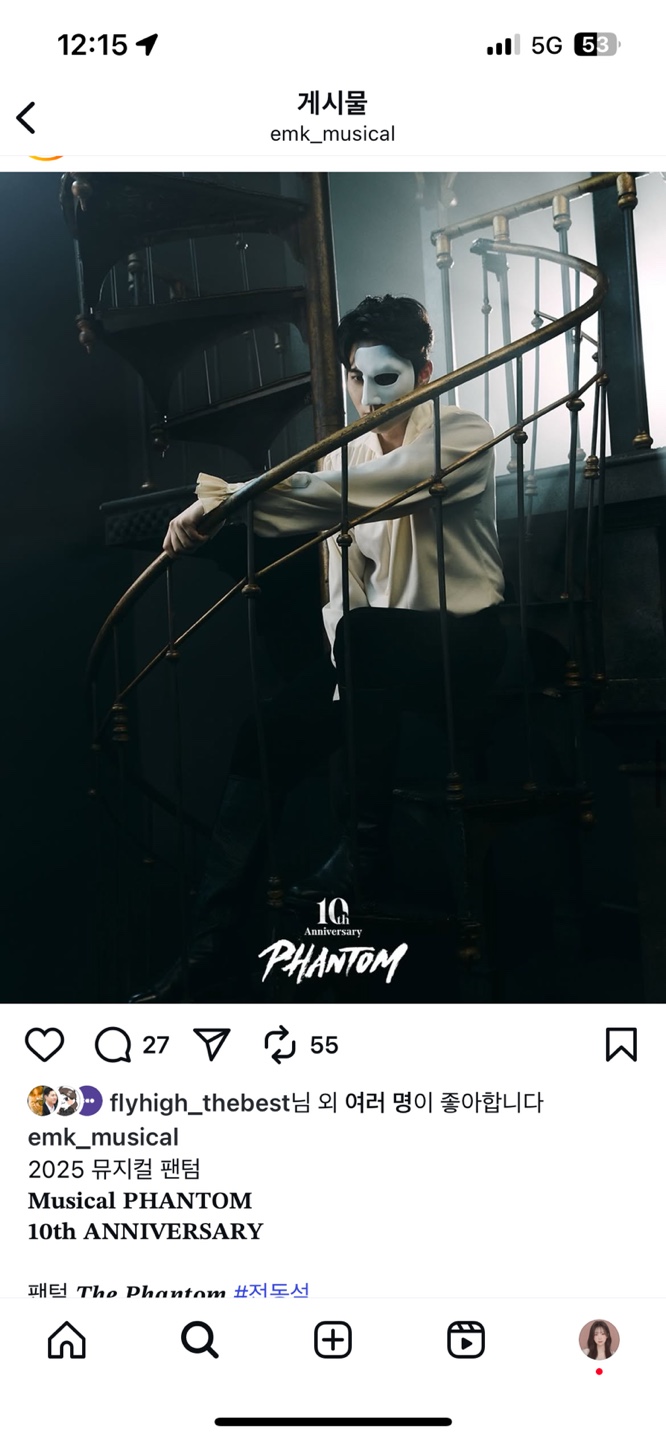 12:15
5G
53
게시물
emk_musical
10th
Anniversary
PHANTOM
27
55
flyhigh_thebest님 외 여러 명이 좋아합니다
emk_musical
2025 뮤지컬 팬텀
Musical PHANTOM
10th ANNIVERSARY
팬텀 The Phantom #전동석